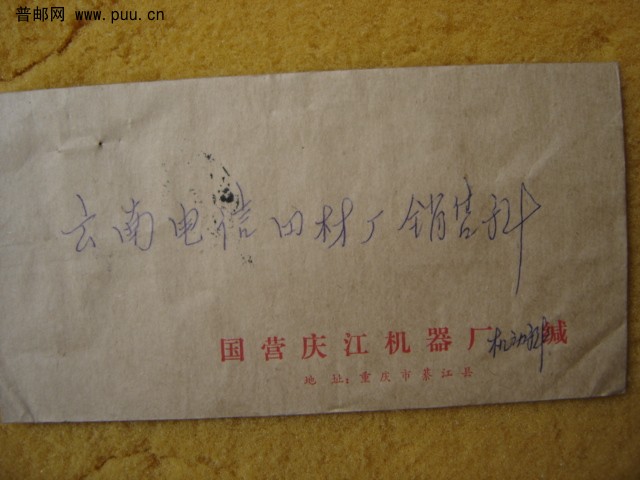 普邮网 www.puu.cn
云南电信器材厂销售科
国营庆江机器厂机动科缄
地址：重庆市綦江县